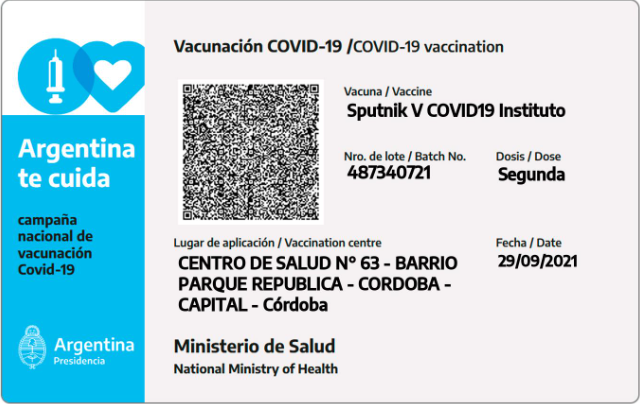 Vacunación COVID-19 /COVID-19 vaccination
Vacuna / Vaccine
Sputnik V COVID19 Instituto
Nro. de lote / Batch No.
487340721
Dosis / Dose
Segunda
Lugar de aplicación / Vaccination centre
CENTRO DE SALUD N° 63 - BARRIO
PARQUE REPUBLICA - CORDOBA -
CAPITAL - Córdoba
Fecha / Date
29/09/2021
Ministerio de Salud
National Ministry of Health
Argentina
te cuida
campaña
nacional de
vacunación
Covid-19
Argentina
Presidencia